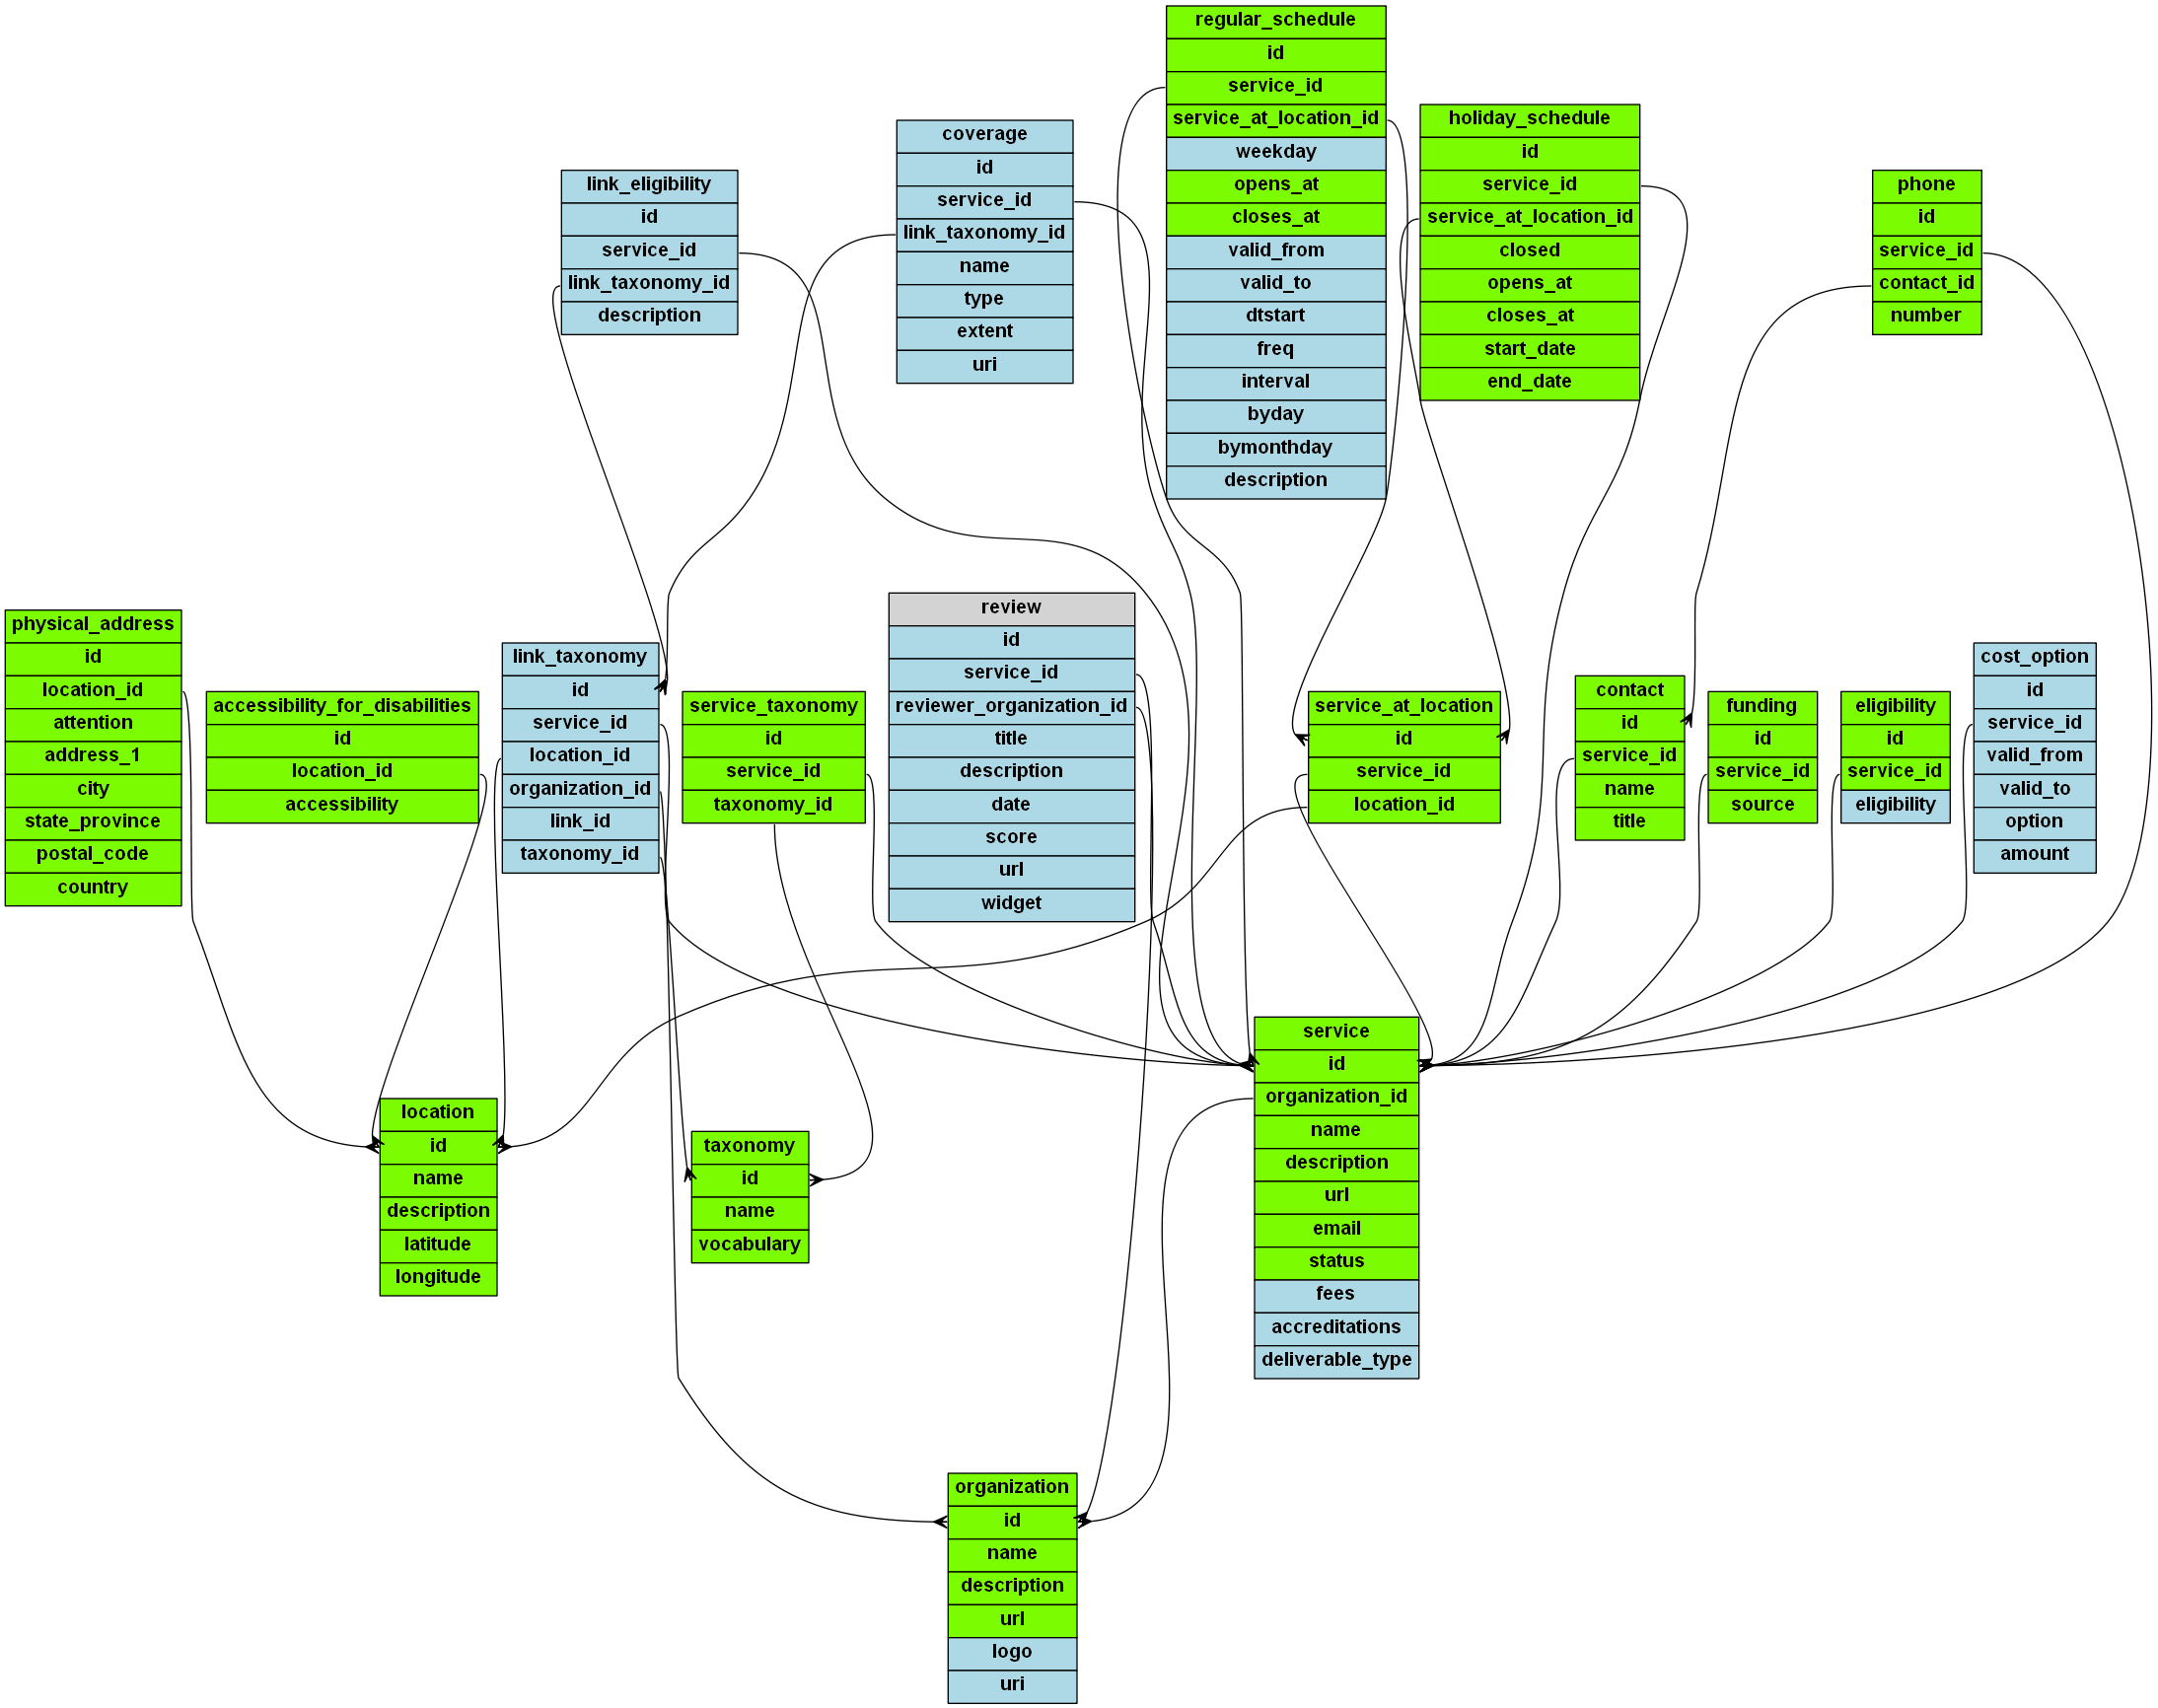 regular_schedule
id
service_id
service_at_location_id
weekday
opens_at
closes_at
valid_from
valid_to
dtstart
freq
interval
byday
bymonthday
description
holiday_schedule
id
service_id
service_at_location_id
closed
opens_at
closes_at
start_date
end_date
coverage
id
service_id
link_taxonomy_id
name
type
extent
uri
link_eligibility
id
service_id
link_taxonomy_id
description
phone
id
service_id
contact_id
number
physical_address
id
location_id
attention
address_1
city
state_province
postal_code
country
accessibility_for_disabilities
id
location_id
accessibility
link_taxonomy
id
service_id
location_id
organization_id
link_id
taxonomy_id
service_taxonomy
id
service_id
taxonomy_id
review
id
service_id
reviewer_organization_id
title
description
date
score
url
widget
service_at_location
id
service_id
location_id
contact
id
service_id
name
title
funding
id
service_id
source
eligibility
id
service_id
eligibility
cost_option
id
service_id
valid_from
valid_to
option
amount
location
id
name
description
latitude
longitude
taxonomy
id
name
vocabulary
service
id
organization_id
name
description
url
email
status
fees
accreditations
deliverable_type
organization
id
name
description
url
logo
uri